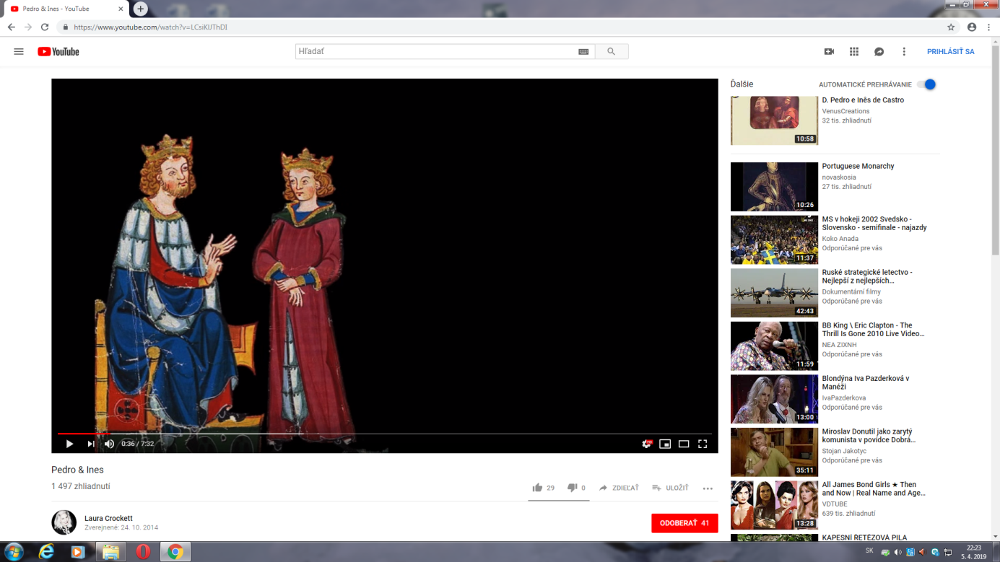 Pedro & Ines - YouTube
https://www.youtube.com/watch?v=LCsiKlJThDI
YouTube
Hľadať
PRIHLÁSIŤ SA
0:36 / 7:32
HD
Pedro & Ines
1 497 zhliadnutí
29
0
ZDIEĽAŤ
ULOŽIŤ
Laura Crockett
Zverejnené: 24. 10. 2014
ODOBERAŤ 41
Ďalšie
AUTOMATICKÉ PREHRÁVANIE
D. Pedro e Inês de Castro
VenusCreations
32 tis. zhliadnutí
10:58
Portuguese Monarchy
novaskosia
27 tis. zhliadnutí
10:26
MS v hokeji 2002 Svedsko -
Slovensko - semifinale - najazdy
Koko Anada
Odporúčané pre vás
11:37
Ruské strategické letectvo -
Nejlepší z nejlepších...
Dokumentární filmy
Odporúčané pre vás
42:43
BB King \ Eric Clapton - The
Thrill Is Gone 2010 Live Video...
NEA ZIXNH
Odporúčané pre vás
11:59
Blondýna Iva Pazderková v
Manéži
IvaPazderkova
Odporúčané pre vás
13:00
Miroslav Donutil jako zarytý
komunista v povídce Dobrá...
Stojan Jakotyc
Odporúčané pre vás
35:11
All James Bond Girls ★ Then
and Now | Real Name and Age...
VDTUBE
639 tis. zhliadnutí
13:28
KAPESNÍ ŘETĚZOVÁ PILA
SK
22:23
5. 4. 2019